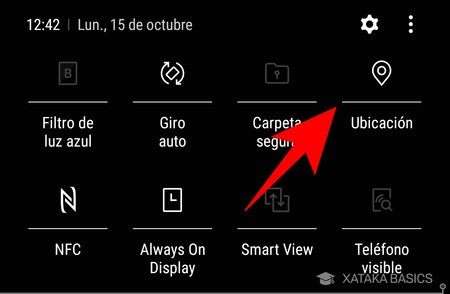 12:42 | Lun., 15 de octubre
Filtro de Giro Carpeta Ubicación
luz azul auto segura
NFC Always On Smart View Teléfono
Display visible
XATAKA BASICS